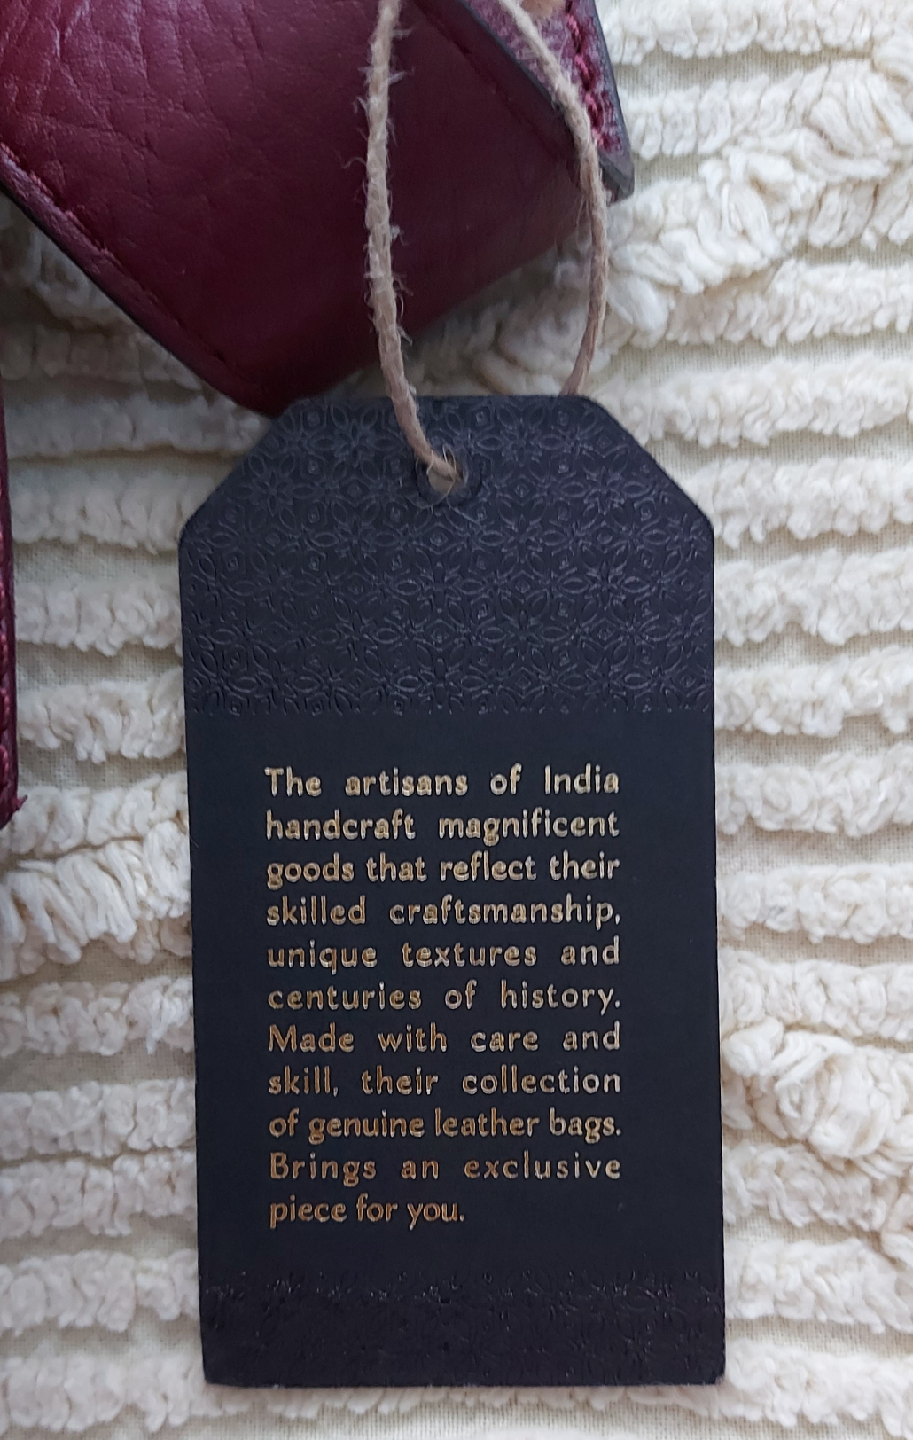 The artisans of India
handcraft magnificent
goods that reflect their
skilled craftsmanship,
unique textures and
centuries of history.
Made with care and
skill, their collection
of genuine leather bags.
Brings an exclusive
piece for you.